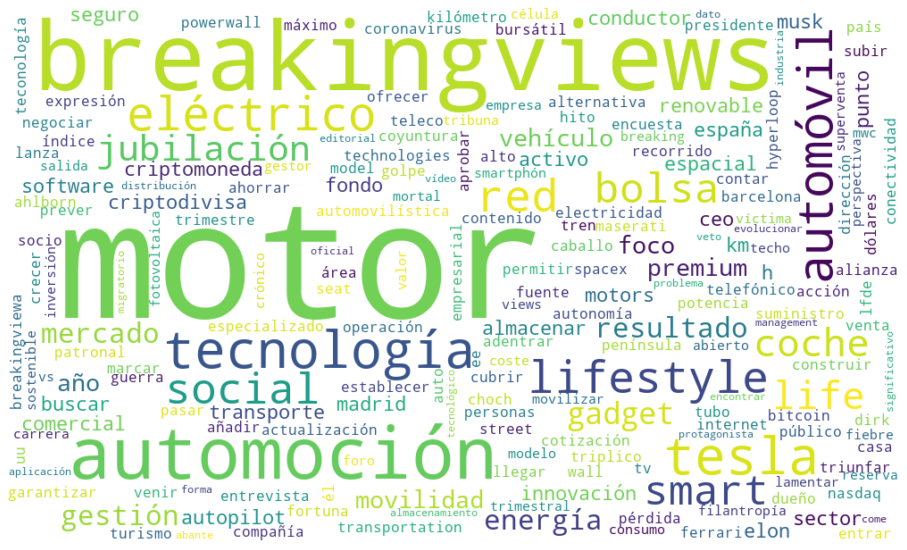 seguro
powerwall
máximo
coronavirus
kilómetro
bursátil
célula
conductor
dato
presidente
musk
país
subir
breakingviews
automóvil
teconología
expresión
negociar
eléctrico
ofrecer
teleco
tribuna
empresa
alternativa
hito
renovable
industria
hyperloop
superventa
punto
mwc
conectividad
índice
lanza
salida
jubilación
editorial
coyuntura
breaking
encuesta
vehículo
españa
recorrido
dirección
perspectiva
criptomoneda
gestor
technologies
golpe
aprobar
alto
smartphón
activo
espacial
contar
software
distribución
ahorrar
fondo
model
vídeo
mortal
red
bolsa
barcelona
víctima
evolucionar
ahlborn
prever
criptodivisa
trimestre
automovilística
contenido
electricidad
tren
maserati
dólares
motor
socio
crecer
inversión
fotovoltaica
migratorio
crónico
oficial
área
seat
valor
empresarial
caballo
veto
foco
km
techo
permitir
spacex
premium
h
alianza
problema
telefónico
acción
fuente
views
motors
autonomía
potencia
lfde
breakingviewa
mercado
especializado
operación
almacenar
resultado
suministro
venta
sostenible
patronal
tecnología
adentrar
península
coche
management
abierto
construir
significativo
vs
marcar
guerra
año
social
establecer
ee
coste
cubrir
auto
tecnológico
lifestyle
life
buscar
pasar
madrid
choch
movilizar
encontrar
comercial
transporte
personas
gadget
tubo
bitcoin
dirk
carrera
añadir
actualización
street
internet
público
fiebre
uu
automoción
cotización
protagonista
casa
foro
modelo
tríplico
tesla
triunfar
aplicación
forma
llegar
wall
tv
smart
lamentar
reserva
garantizar
venir
entrevista
él
movilidad
innovación
dueño
nasdaq
gestión
autopilot
fortuna
almacenamiento
trimestral
energía
pérdida
filantropía
sector
come
turismo
abante
compañía
transportation
consumo
ferrari
elon
entrar
ceo